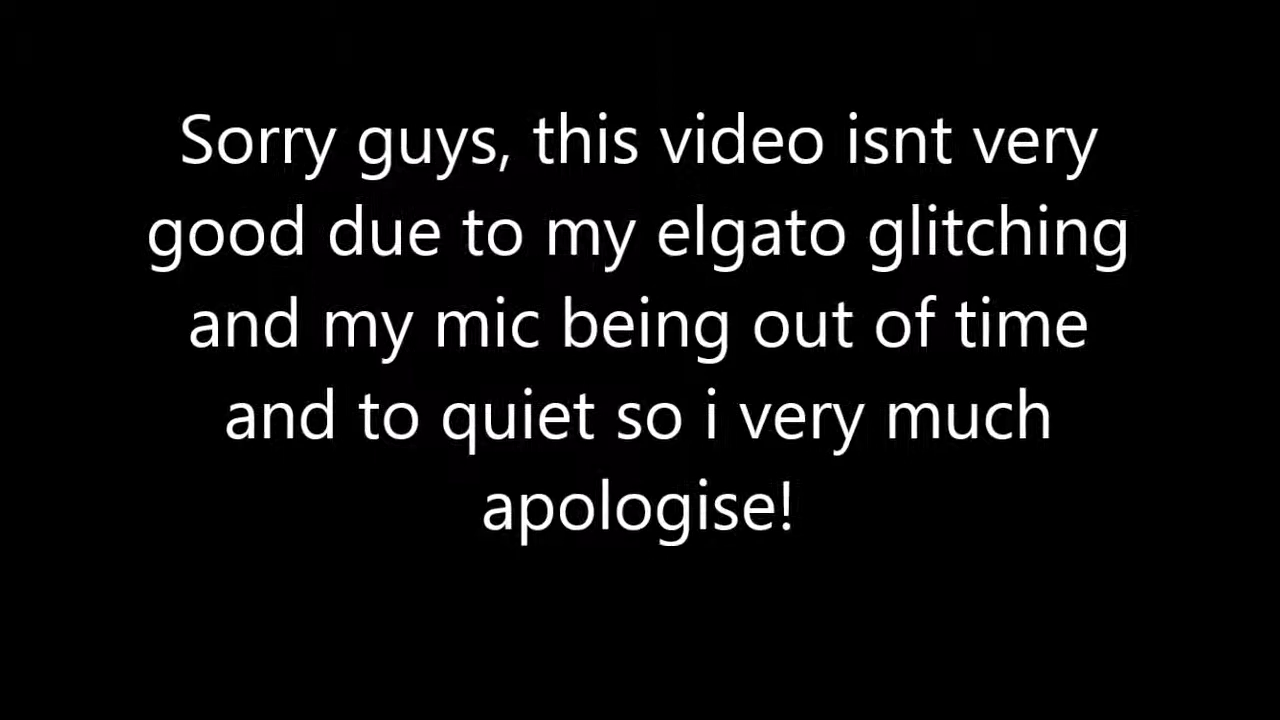 Sorry guys, this video isnt very
good due to my elgato glitching
and my mic being out of time
and to quiet so i very much
apologise!